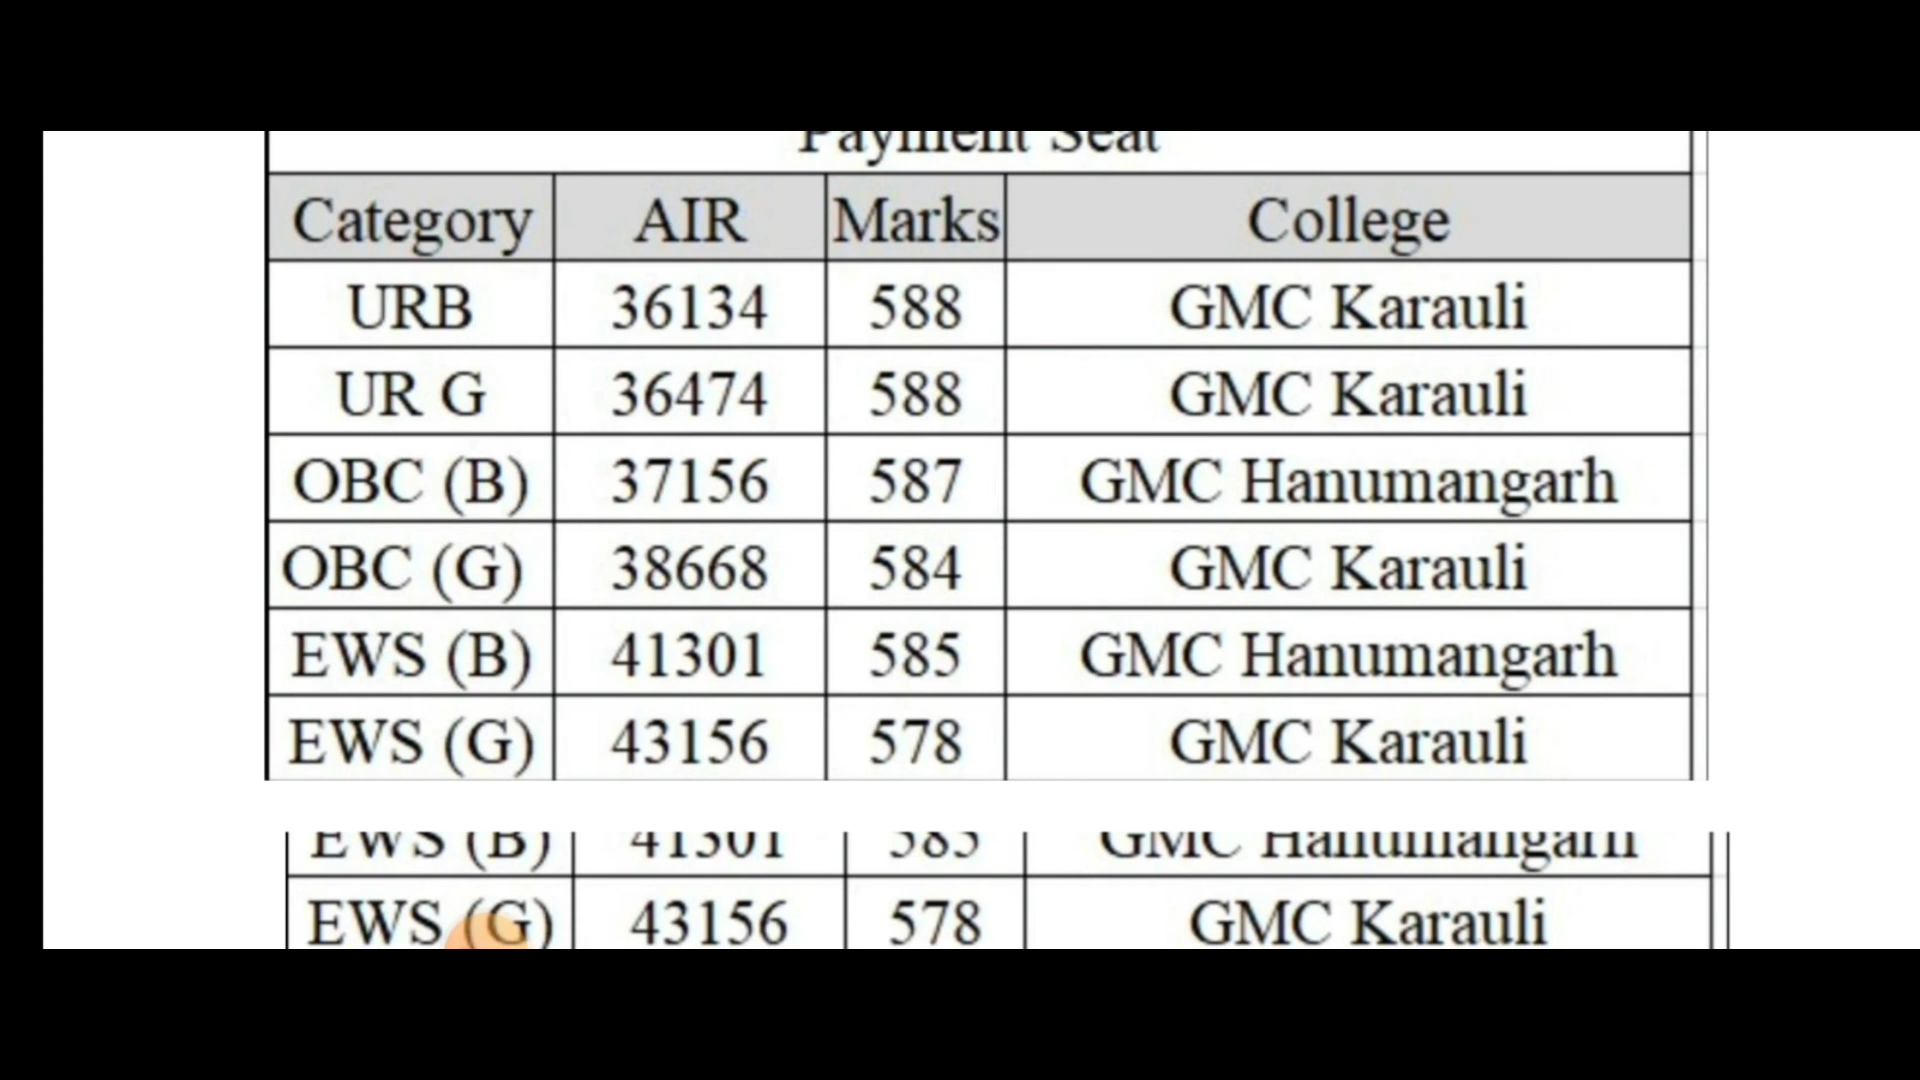 Payment Seat
Category AIR Marks College
URB 36134 588 GMC Karauli
UR G 36474 588 GMC Karauli
OBC (B) 37156 587 GMC Hanumangarh
OBC (G) 38668 584 GMC Karauli
EWS (B) 41301 585 GMC Hanumangarh
EWS (G) 43156 578 GMC Karauli
EWS (B) 41301 585 GMC Hanumangarh
EWS (G) 43156 578 GMC Karauli